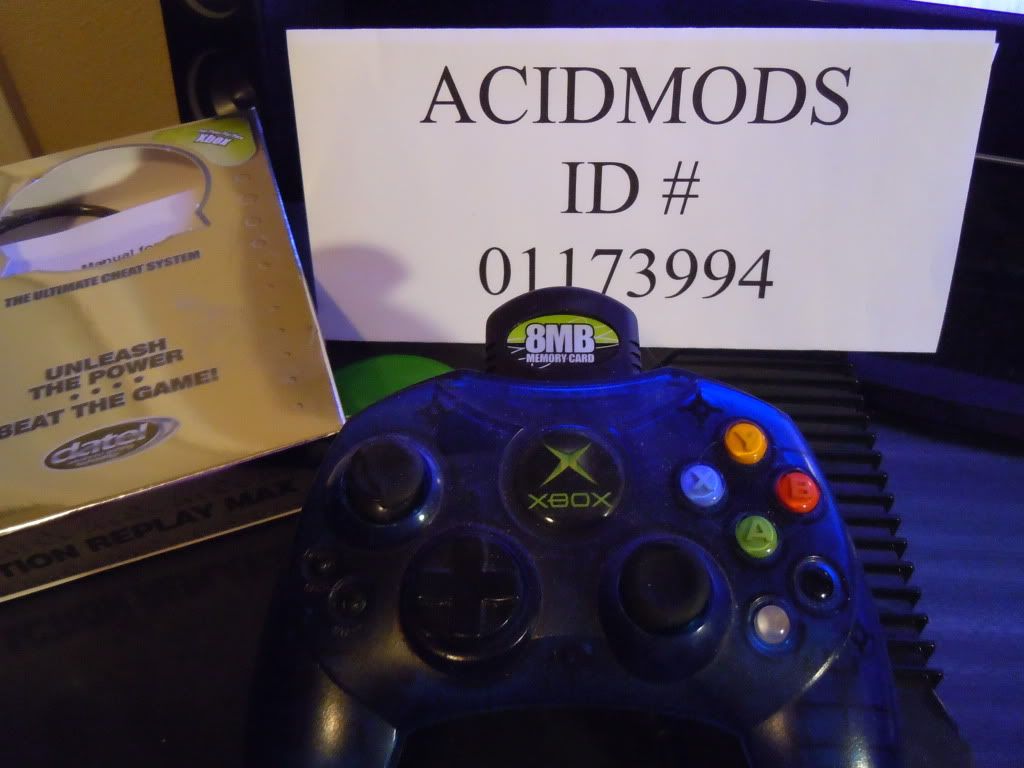 ACIDMODS
ID #
01173994
XBOX
Manual for
THE ULTIMATE CHEAT SYSTEM
UNLEASH
THE POWER
• • • •
BEAT THE GAME!
datel
TION REPLAY MAX
8MB
MEMORY CARD
XBOX
Y
X
B
A